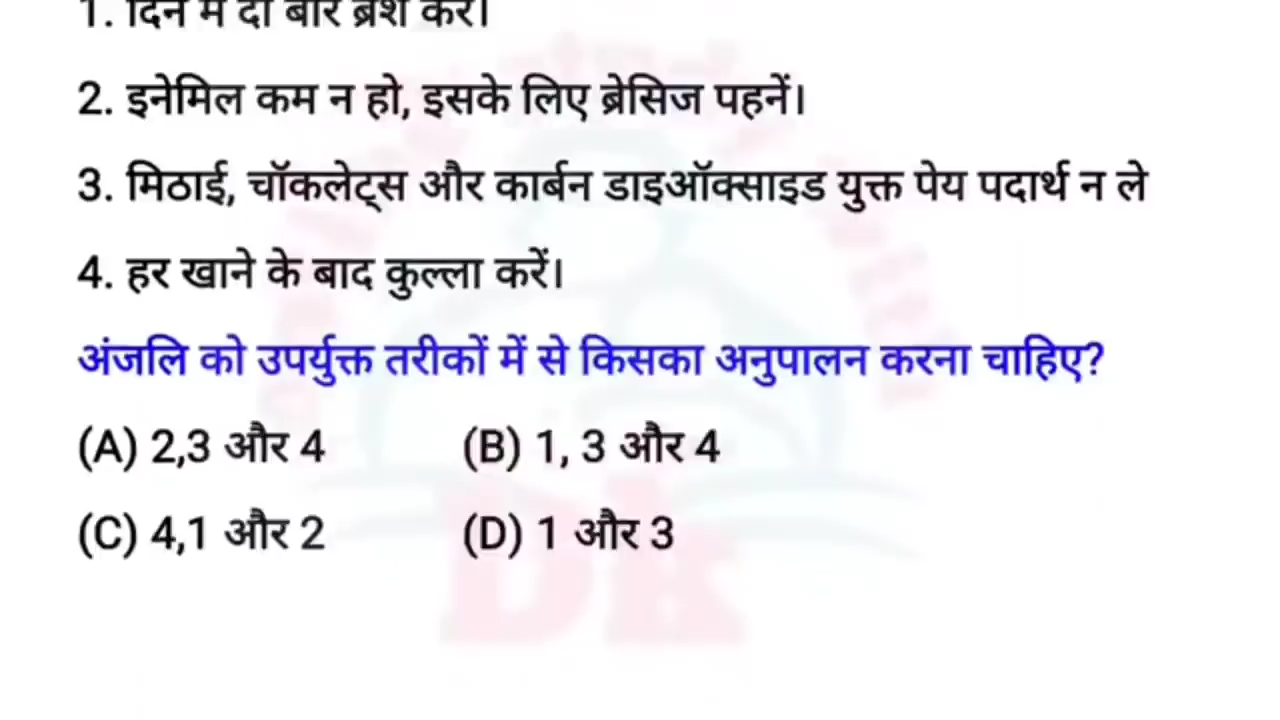 1. दिन में दो बार ब्रश करें।
2. इनेमिल कम न हो, इसके लिए ब्रेसिज पहनें।
3. मिठाई, चॉकलेट्स और कार्बन डाइऑक्साइड युक्त पेय पदार्थ न ले
4. हर खाने के बाद कुल्ला करें।
अंजलि को उपर्युक्त तरीकों में से किसका अनुपालन करना चाहिए?
(A) 2,3 और 4 (B) 1, 3 और 4
(C) 4,1 और 2 (D) 1 और 3
DK